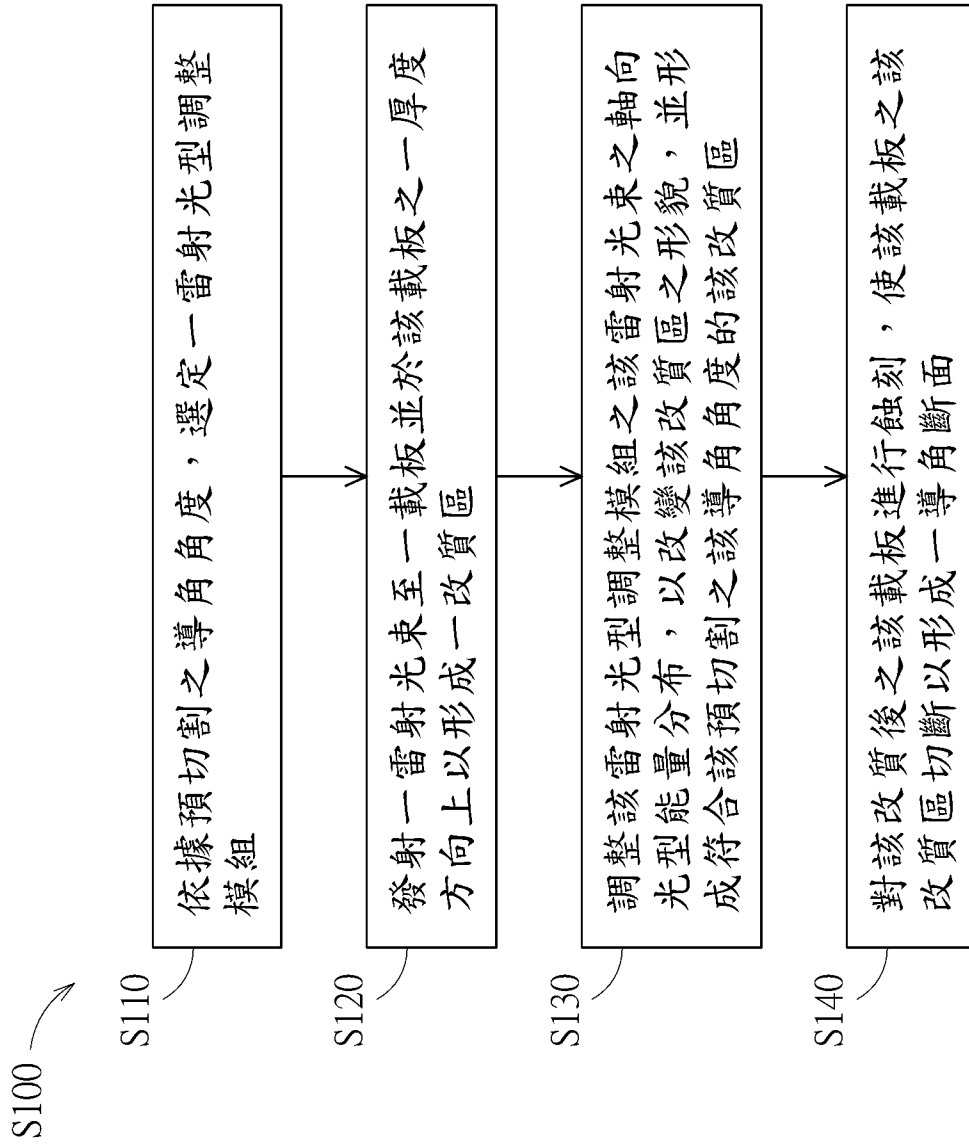 S100
S110
依據預切割之導角角度，選定一雷射光型調整
模組
S120
發射一雷射光束至一載板並於該載板之一厚度
方向上以形成一改質區
S130
調整該雷射光型調整模組之該雷射光束之軸向
光型能量分布，以改變該改質區之形貌，並形
成符合該預切割之該導角角度的該改質區
S140
對該改質後之該載板進行蝕刻，使該載板之該
改質區切斷以形成一導角斷面